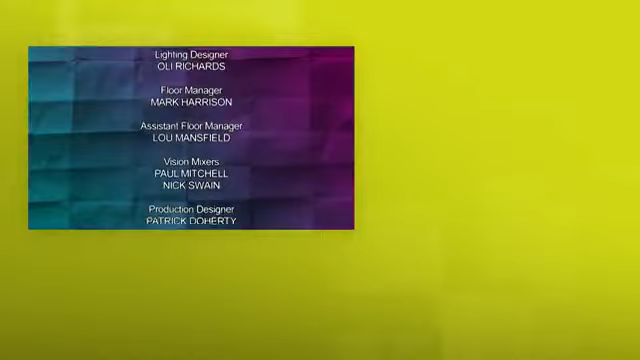 Lighting Designer
OLI RICHARDS
Floor Manager
MARK HARRISON
Assistant Floor Manager
LOU MANSFIELD
Vision Mixers
PAUL MITCHELL
NICK SWAIN
Production Designer
PATRICK DOHERTY